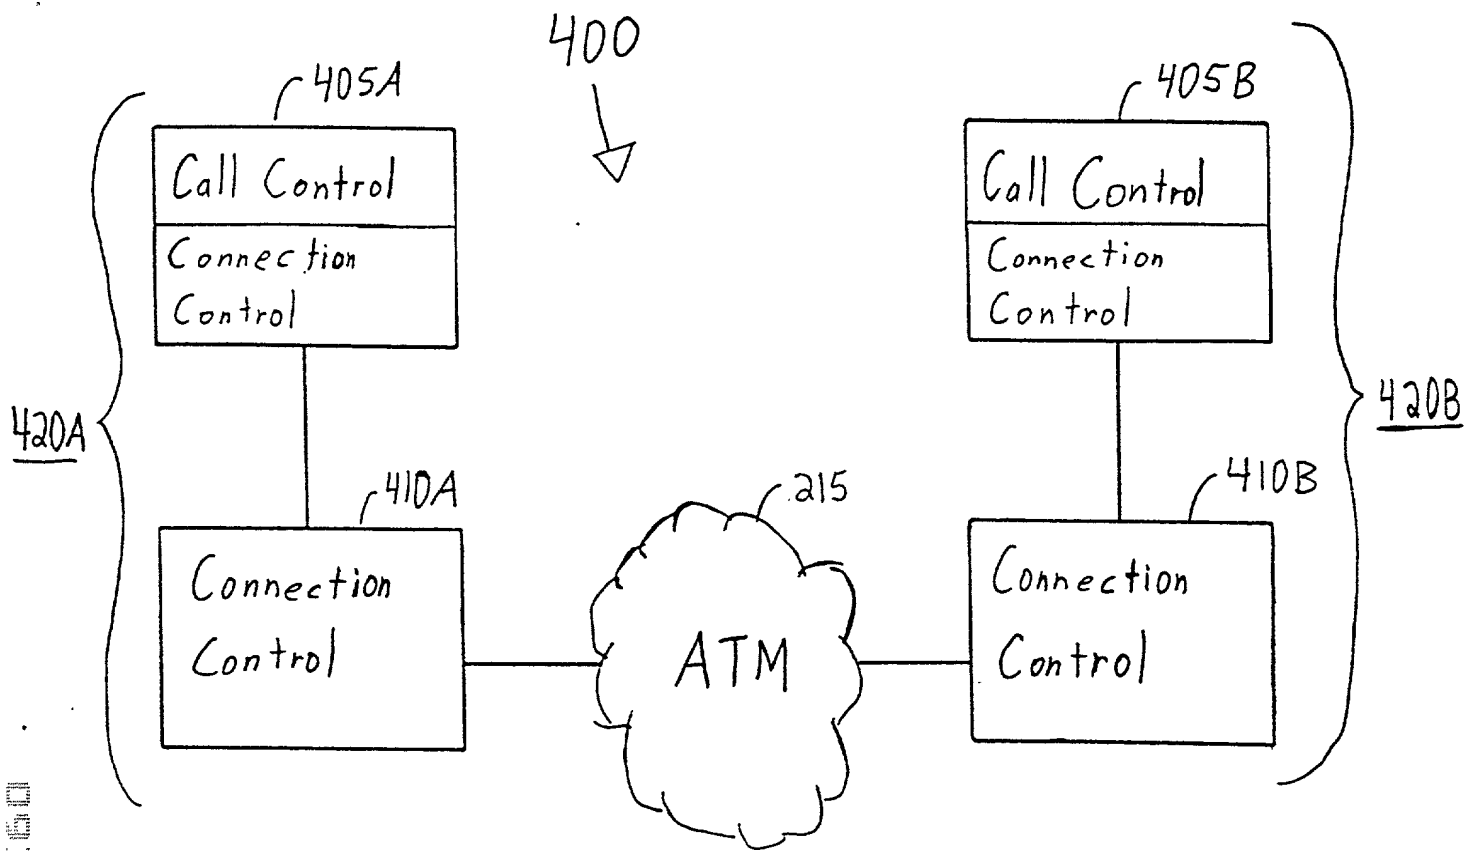 400
405A
405B
Call Control
Connection
Control
Call Control
Connection
Control
420A
420B
410A
215
410B
Connection
Control
ATM
Connection
Control